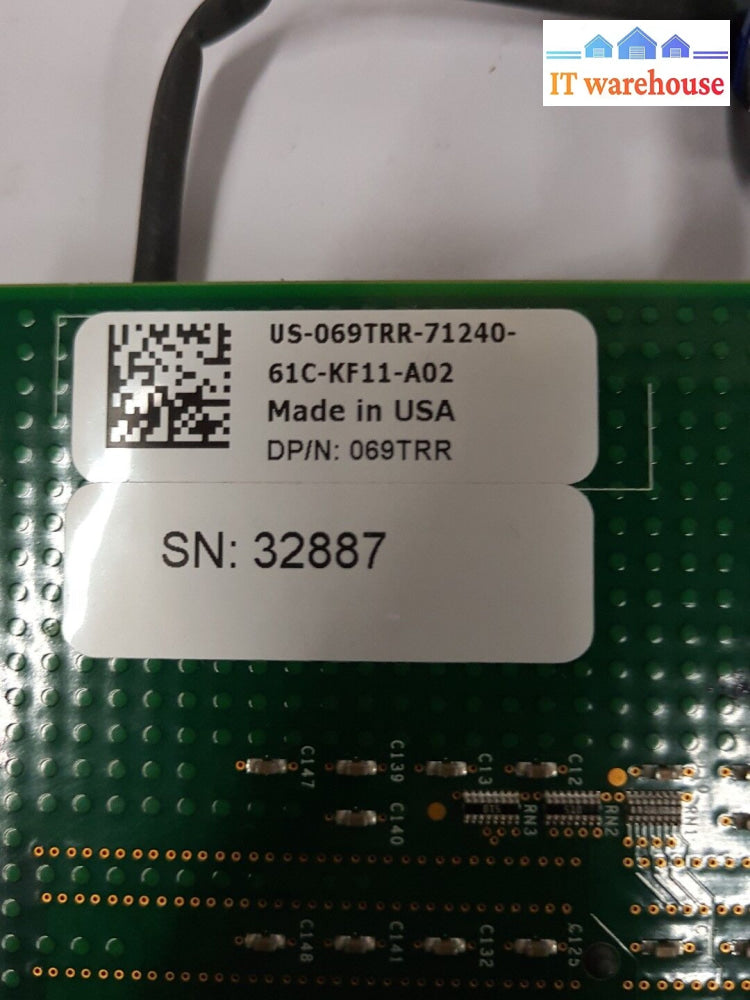 IT warehouse
US-069TRR-71240-
61C-KF11-A02
Made in USA
DP/N: 069TRR
SN: 32887
C147
C139
C13
C12
C140
RN3
RN2
RN1
C148
C141
C132
C125